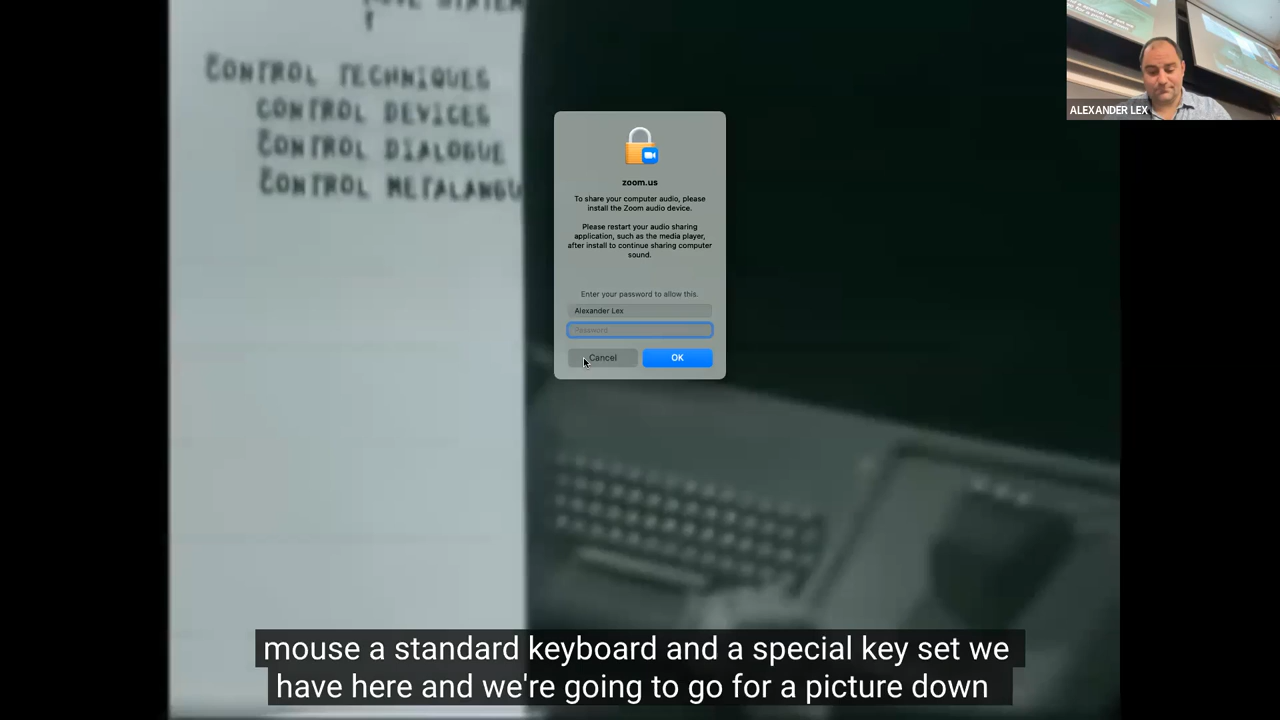 CONTROL TECHNIQUES
CONTROL DEVICES
CONTROL DIALOGUE
CONTROL METALANGU
zoom.us
To share your computer audio, please
install the Zoom audio device.
Please restart your audio sharing
application, such as the media player,
after install to continue sharing computer
sound.
Enter your password to allow this.
Alexander Lex
Password
Cancel
OK
ALEXANDER LEX
mouse a standard keyboard and a special key set we
have here and we're going to go for a picture down